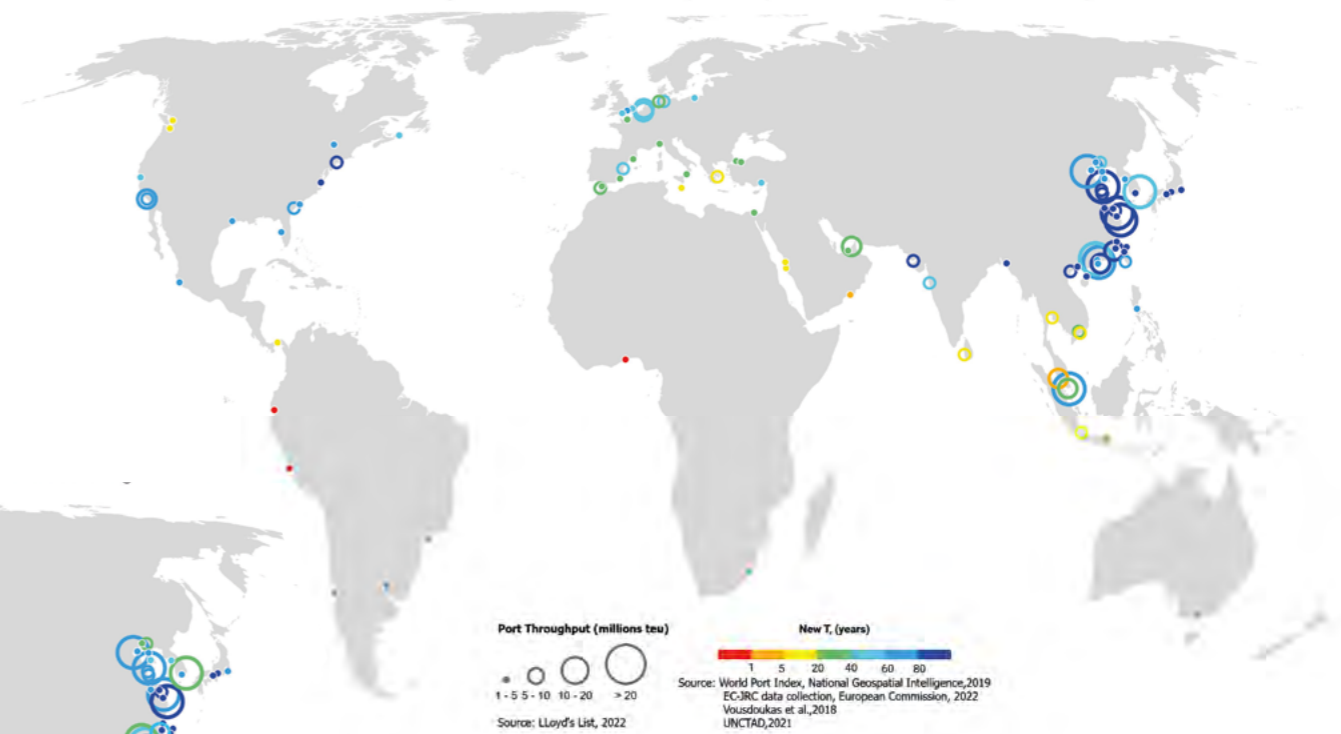 Port Throughput (millions teu)
1 - 5 5 - 10 10 - 20 > 20
Source: LLoyd's List, 2022
New Tr (years)
1 5 20 40 60 80
Source: World Port Index, National Geospatial Intelligence,2019
EC-JRC data collection, European Commission, 2022
Vousdoukas et al.,2018
UNCTAD,2021